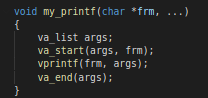 void my_printf(char *frm, ...)
{
    va_list args;
    va_start(args, frm);
    vprintf(frm, args);
    va_end(args);
}